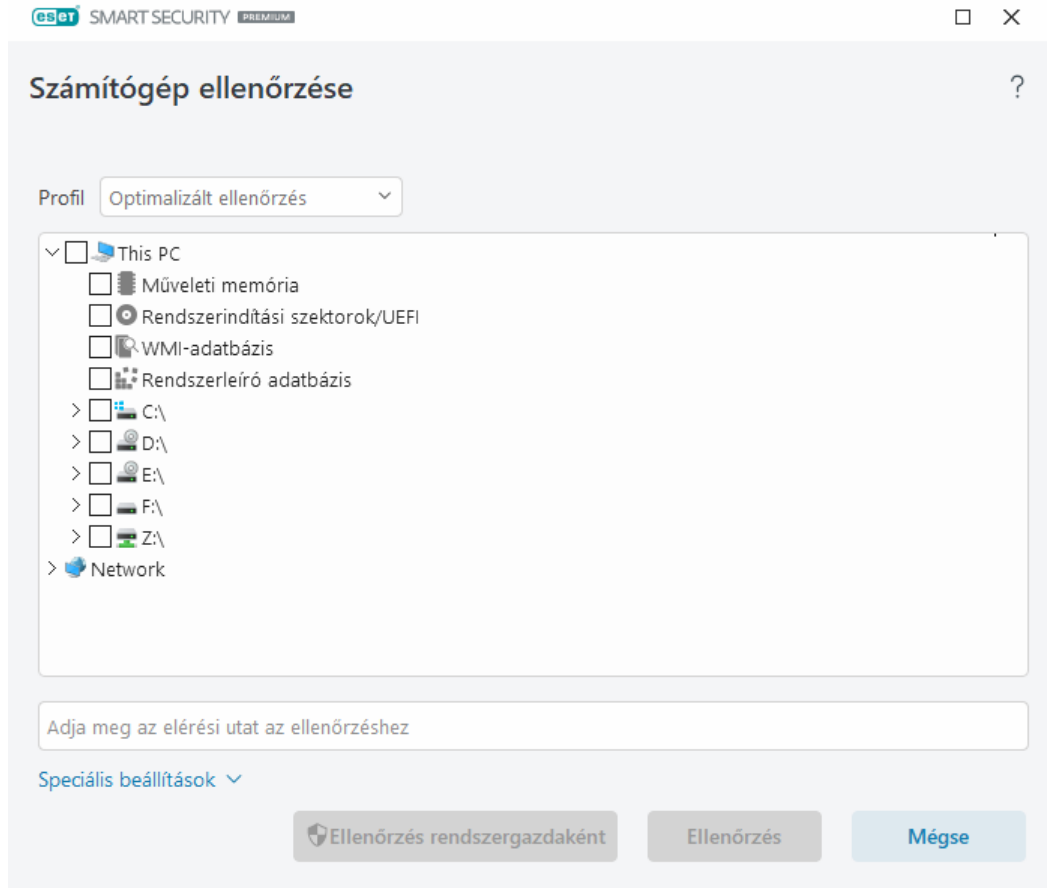 eset SMART SECURITY PREMIUM
Számítógép ellenőrzése
?
Profil Optimalizált ellenőrzés
This PC
Műveleti memória
Rendszerindítási szektorok/UEFI
WMI-adatbázis
Rendszerleíró adatbázis
C:\
D:\
E:\
F:\
Z:\
Network
Adja meg az elérési utat az ellenőrzéshez
Speciális beállítások
Ellenőrzés rendszergazdaként Ellenőrzés Mégse